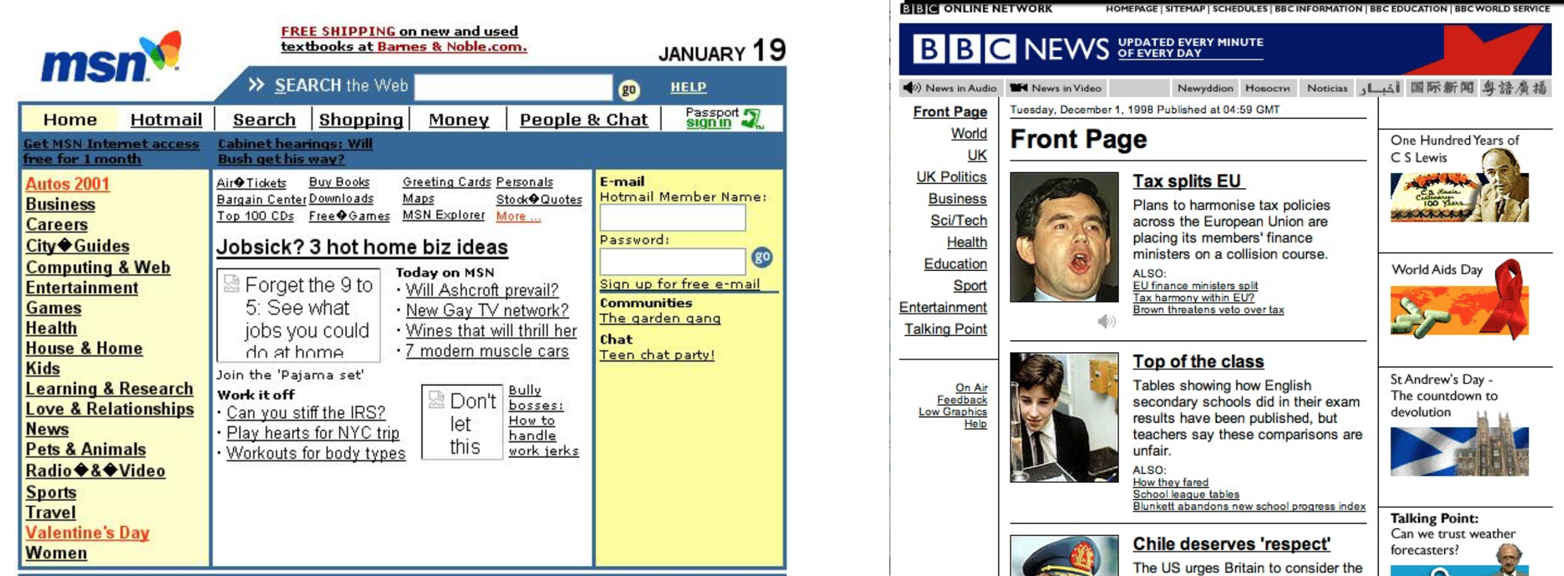 msn
FREE SHIPPING on new and used
textbooks at Barnes & Noble.com.
JANUARY 19
>> SEARCH the Web
go
HELP
Home Hotmail Search Shopping Money People & Chat Passport
sign in
Get MSN Internet access
free for 1 month
Cabinet hearings: Will
Bush get his way?
Autos 2001
Business
Careers
City�Guides
Computing & Web
Entertainment
Games
Health
House & Home
Kids
Learning & Research
Love & Relationships
News
Pets & Animals
Radio�&�Video
Sports
Travel
Valentine's Day
Women
Air�Tickets Buy Books Greeting Cards Personals
Bargain Center Downloads Maps Stock�Quotes
Top 100 CDs Free�Games MSN Explorer More ...
Jobsick? 3 hot home biz ideas
Forget the 9 to
5: See what
jobs you could
do at home
Today on MSN
· Will Ashcroft prevail?
· New Gay TV network?
· Wines that will thrill her
· 7 modern muscle cars
Join the 'Pajama set'
Work it off
· Can you stiff the IRS?
· Play hearts for NYC trip
· Workouts for body types
Don't
let
this
Bully
bosses:
How to
handle
work jerks
E-mail
Hotmail Member Name:
Password:
go
Sign up for free e-mail
Communities
The garden gang
Chat
Teen chat party!
BBC ONLINE NETWORK
HOMEPAGE | SITEMAP | SCHEDULES | BBC INFORMATION | BBC EDUCATION | BBC WORLD SERVICE
BBC NEWS UPDATED EVERY MINUTE
OF EVERY DAY
News in Audio News in Video Newyddion Новости Noticias أخبار 国际新闻 粤語廣播
Front Page
World
UK
UK Politics
Business
Sci/Tech
Health
Education
Sport
Entertainment
Talking Point
On Air
Feedback
Low Graphics
Help
Tuesday, December 1, 1998 Published at 04:59 GMT
Front Page
Tax splits EU
Plans to harmonise tax policies
across the European Union are
placing its members' finance
ministers on a collision course.
ALSO:
EU finance ministers split
Tax harmony within EU?
Brown threatens veto over tax
Top of the class
Tables showing how English
secondary schools did in their exam
results have been published, but
teachers say these comparisons are
unfair.
ALSO:
How they fared
School league tables
Blunkett abandons new school progress index
Chile deserves 'respect'
The US urges Britain to consider the
One Hundred Years of
C S Lewis
World Aids Day
St Andrew's Day -
The countdown to
devolution
Talking Point:
Can we trust weather
forecasters?